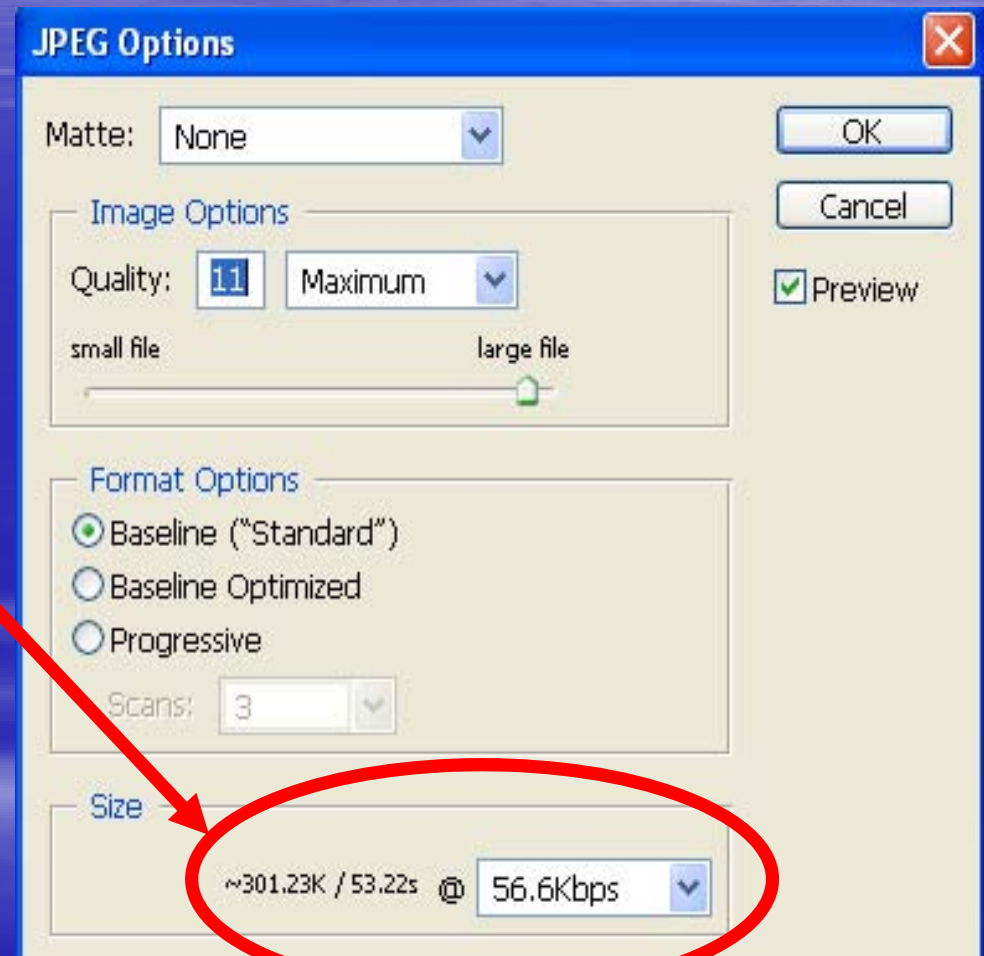 JPEG Options
Matte: None
OK
Cancel
Preview
Image Options
Quality: 11 Maximum
small file large file
Format Options
Baseline (“Standard”)
Baseline Optimized
Progressive
Scans: 3
Size
~301.23K / 53.22s @ 56.6Kbps